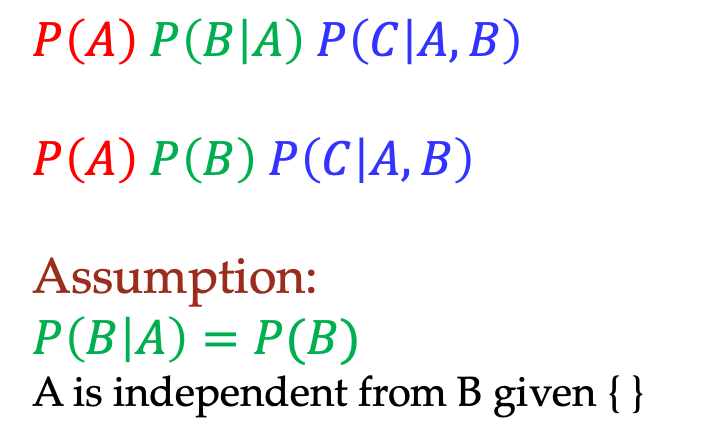 P(A) P(B|A) P(C|A, B)
P(A) P(B) P(C|A, B)
Assumption:
P(B|A) = P(B)
A is independent from B given { }